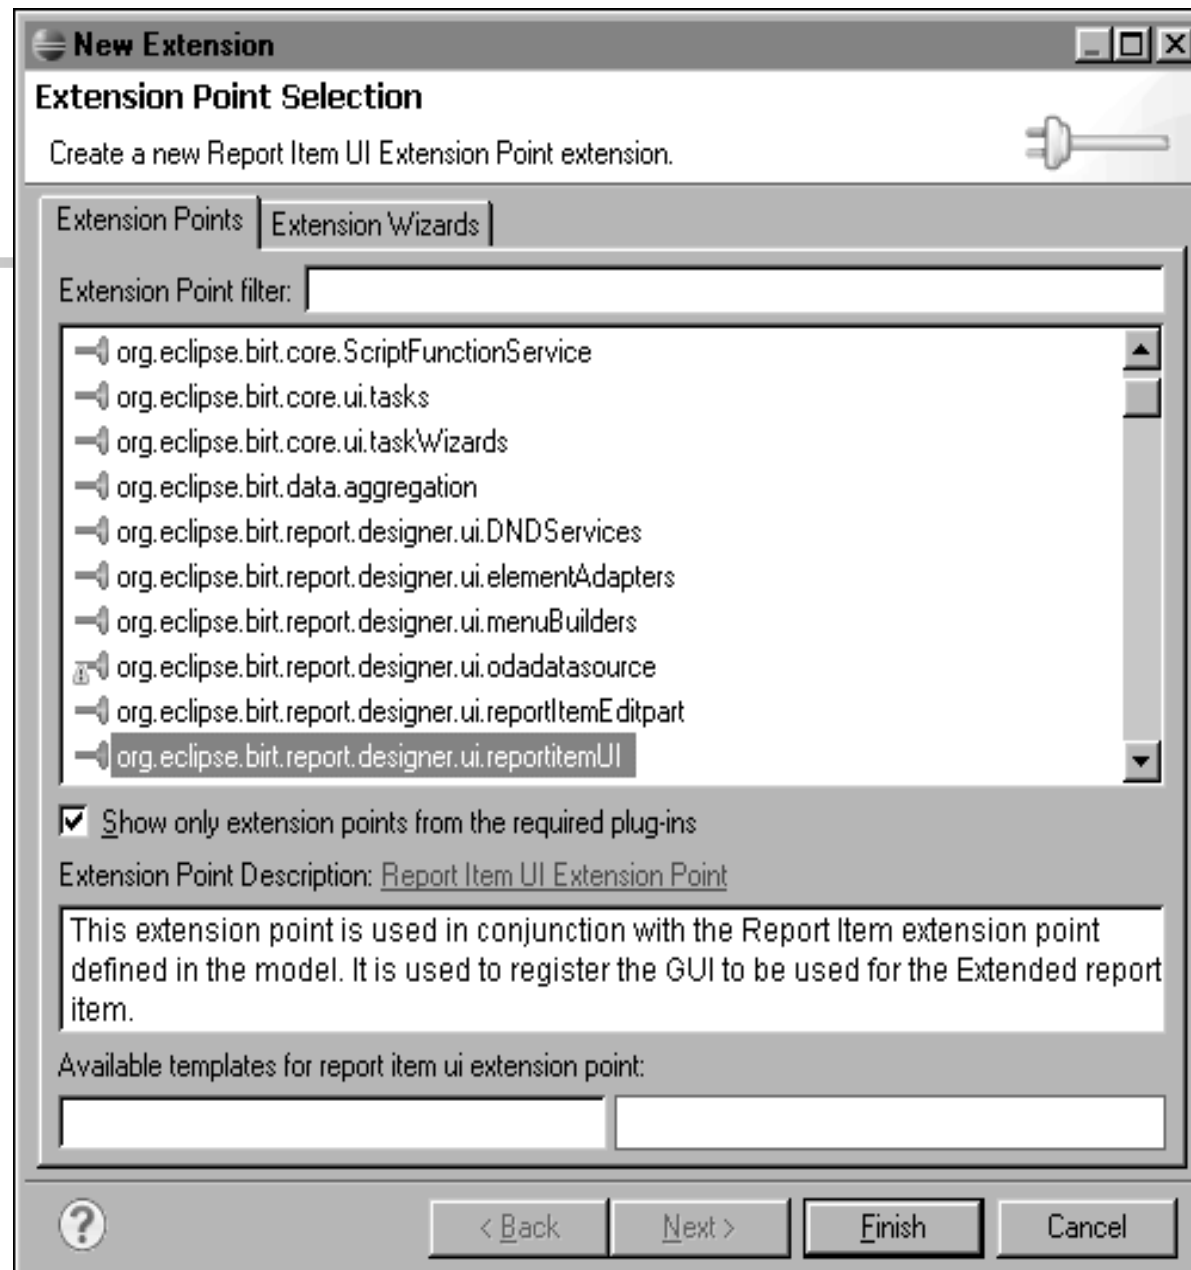 New Extension
Extension Point Selection
Create a new Report Item UI Extension Point extension.
Extension Points
Extension Wizards
Extension Point filter:
org.eclipse.birt.core.ScriptFunctionService
org.eclipse.birt.core.ui.tasks
org.eclipse.birt.core.ui.taskWizards
org.eclipse.birt.data.aggregation
org.eclipse.birt.report.designer.ui.DNDServices
org.eclipse.birt.report.designer.ui.elementAdapters
org.eclipse.birt.report.designer.ui.menuBuilders
org.eclipse.birt.report.designer.ui.odadatasource
org.eclipse.birt.report.designer.ui.reportItemEditpart
org.eclipse.birt.report.designer.ui.reportitemUI
Show only extension points from the required plug-ins
Extension Point Description: Report Item UI Extension Point
This extension point is used in conjunction with the Report Item extension point
defined in the model. It is used to register the GUI to be used for the Extended report
item.
Available templates for report item ui extension point:
?
< Back
Next >
Finish
Cancel